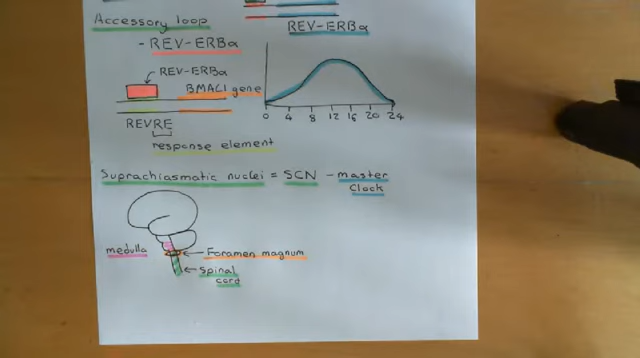 Accessory loop
REV-ERBα
- REV-ERBα
REV-ERBα
BMAL1 gene
REVRE
response element
0 4 8 12 16 20 24
Suprachiasmatic nuclei = SCN - master
Clock
medulla
Foramen magnum
Spinal
cord